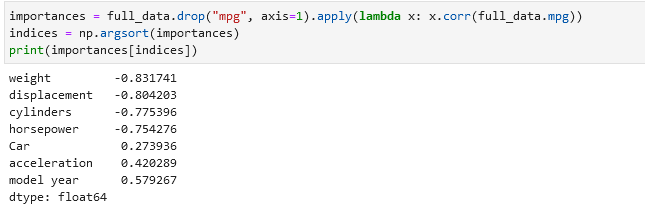 importances = full_data.drop("mpg", axis=1).apply(lambda x: x.corr(full_data.mpg))
indices = np.argsort(importances)
print(importances[indices])
weight         -0.831741
displacement   -0.804203
cylinders      -0.775396
horsepower     -0.754276
Car             0.273936
acceleration    0.420289
model year      0.579267
dtype: float64